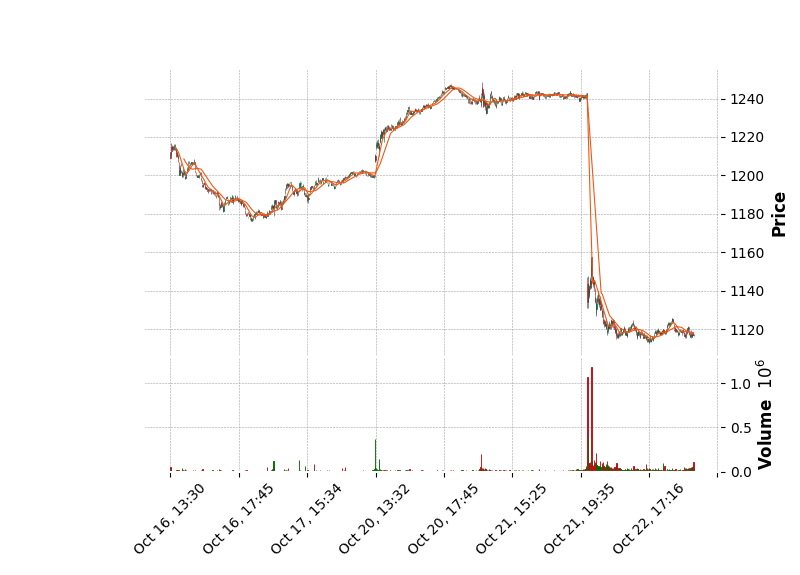 1240
1220
1200
1180
1160
1140
1120
Price
1.0
0.5
0.0
Volume 10^6
Oct 16, 13:30
Oct 16, 17:45
Oct 17, 15:34
Oct 20, 13:32
Oct 20, 17:45
Oct 21, 15:25
Oct 21, 19:35
Oct 22, 17:16